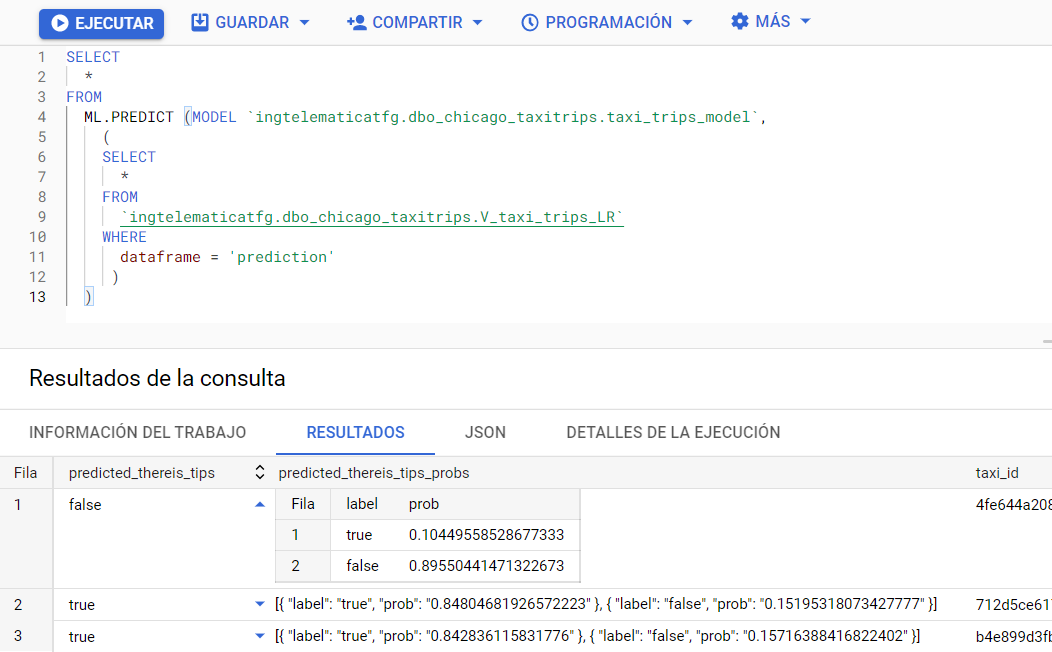 EJECUTAR GUARDAR COMPARTIR PROGRAMACIÓN MÁS
1 SELECT
2 *
3 FROM
4 ML.PREDICT (MODEL `ingtelematicatfg.dbo_chicago_taxitrips.taxi_trips_model`,
5 (
6 SELECT
7 *
8 FROM
9 `ingtelematicatfg.dbo_chicago_taxitrips.V_taxi_trips_LR`
10 WHERE
11 dataframe = 'prediction'
12 )
13 )
Resultados de la consulta
INFORMACIÓN DEL TRABAJO RESULTADOS JSON DETALLES DE LA EJECUCIÓN
Fila predicted_thereis_tips predicted_thereis_tips_probs taxi_id
1 false Fila label prob 4fe644a208
1 true 0.10449558528677333
2 false 0.89550441471322673
2 true [{ "label": "true", "prob": "0.84804681926572223" }, { "label": "false", "prob": "0.15195318073427777" }] 712d5ce61
3 true [{ "label": "true", "prob": "0.842836115831776" }, { "label": "false", "prob": "0.15716388416822402" }] b4e899d3f